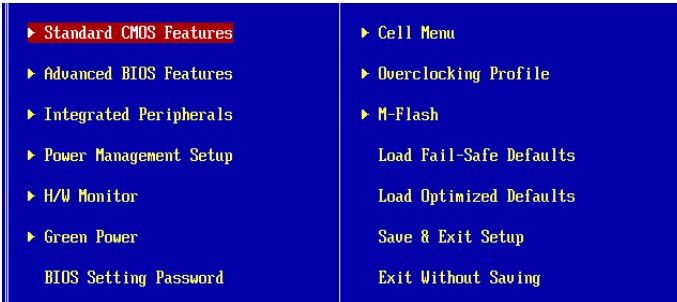 Standard CMOS Features
Advanced BIOS Features
Integrated Peripherals
Power Management Setup
H/W Monitor
Green Power
BIOS Setting Password
Cell Menu
Overclocking Profile
M-Flash
Load Fail-Safe Defaults
Load Optimized Defaults
Save & Exit Setup
Exit Without Saving